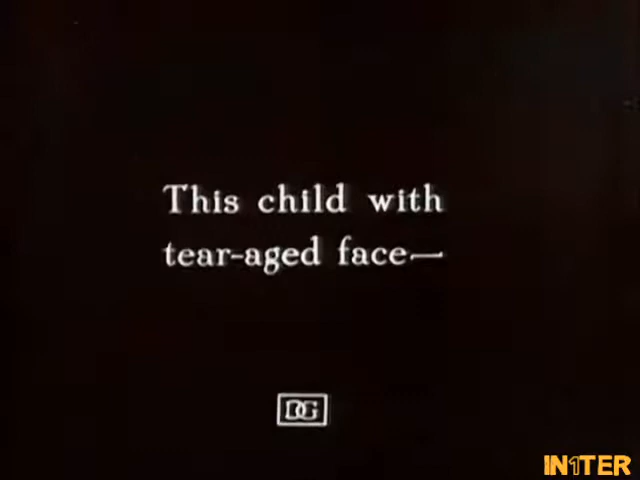 This child with
tear-aged face—
DG
IN1TER